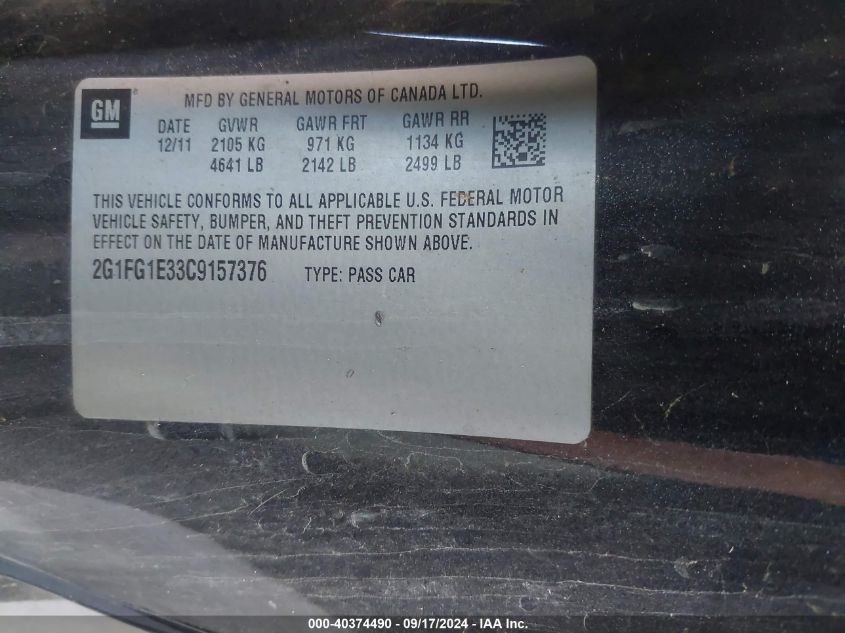 GM
MFD BY GENERAL MOTORS OF CANADA LTD.
DATE GVWR GAWR FRT GAWR RR
12/11 2105 KG 971 KG 1134 KG
4641 LB 2142 LB 2499 LB
THIS VEHICLE CONFORMS TO ALL APPLICABLE U.S. FEDERAL MOTOR
VEHICLE SAFETY, BUMPER, AND THEFT PREVENTION STANDARDS IN
EFFECT ON THE DATE OF MANUFACTURE SHOWN ABOVE.
2G1FG1E33C9157376 TYPE: PASS CAR
000-40374490 - 09/17/2024 - IAA Inc.